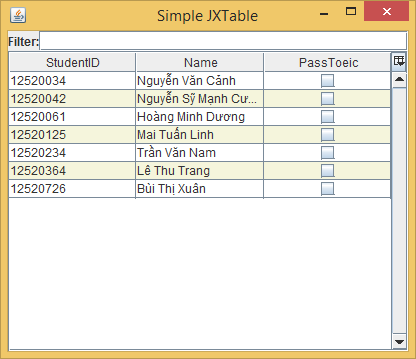 Simple JXTable
Filter:
StudentID Name PassToeic
12520034 Nguyễn Văn Cảnh
12520042 Nguyễn Sỹ Mạnh Cư...
12520061 Hoàng Minh Dương
12520125 Mai Tuấn Linh
12520234 Trần Văn Nam
12520364 Lê Thu Trang
12520726 Bùi Thị Xuân